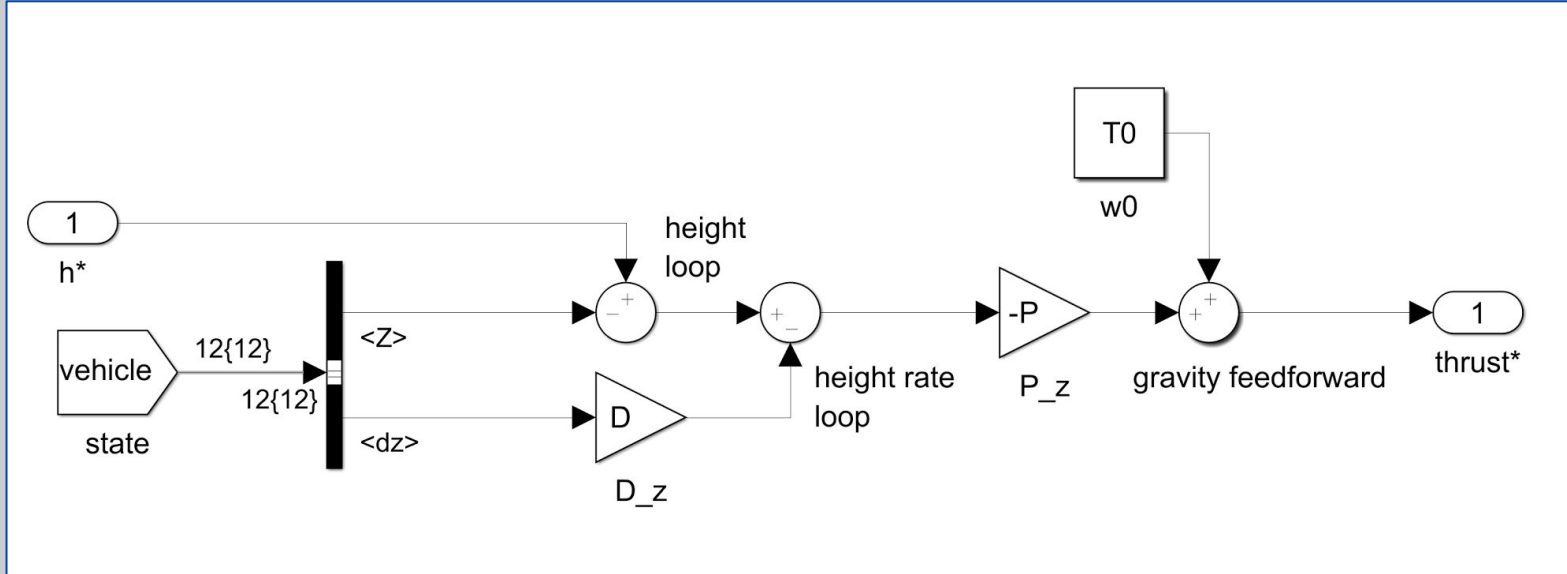 T0
w0
1
h*
height
loop
+
−
<Z>
+
−
-P
P_z
+
+
gravity feedforward
1
thrust*
vehicle
state
12{12}
12{12}
height rate
loop
D
D_z
<dz>